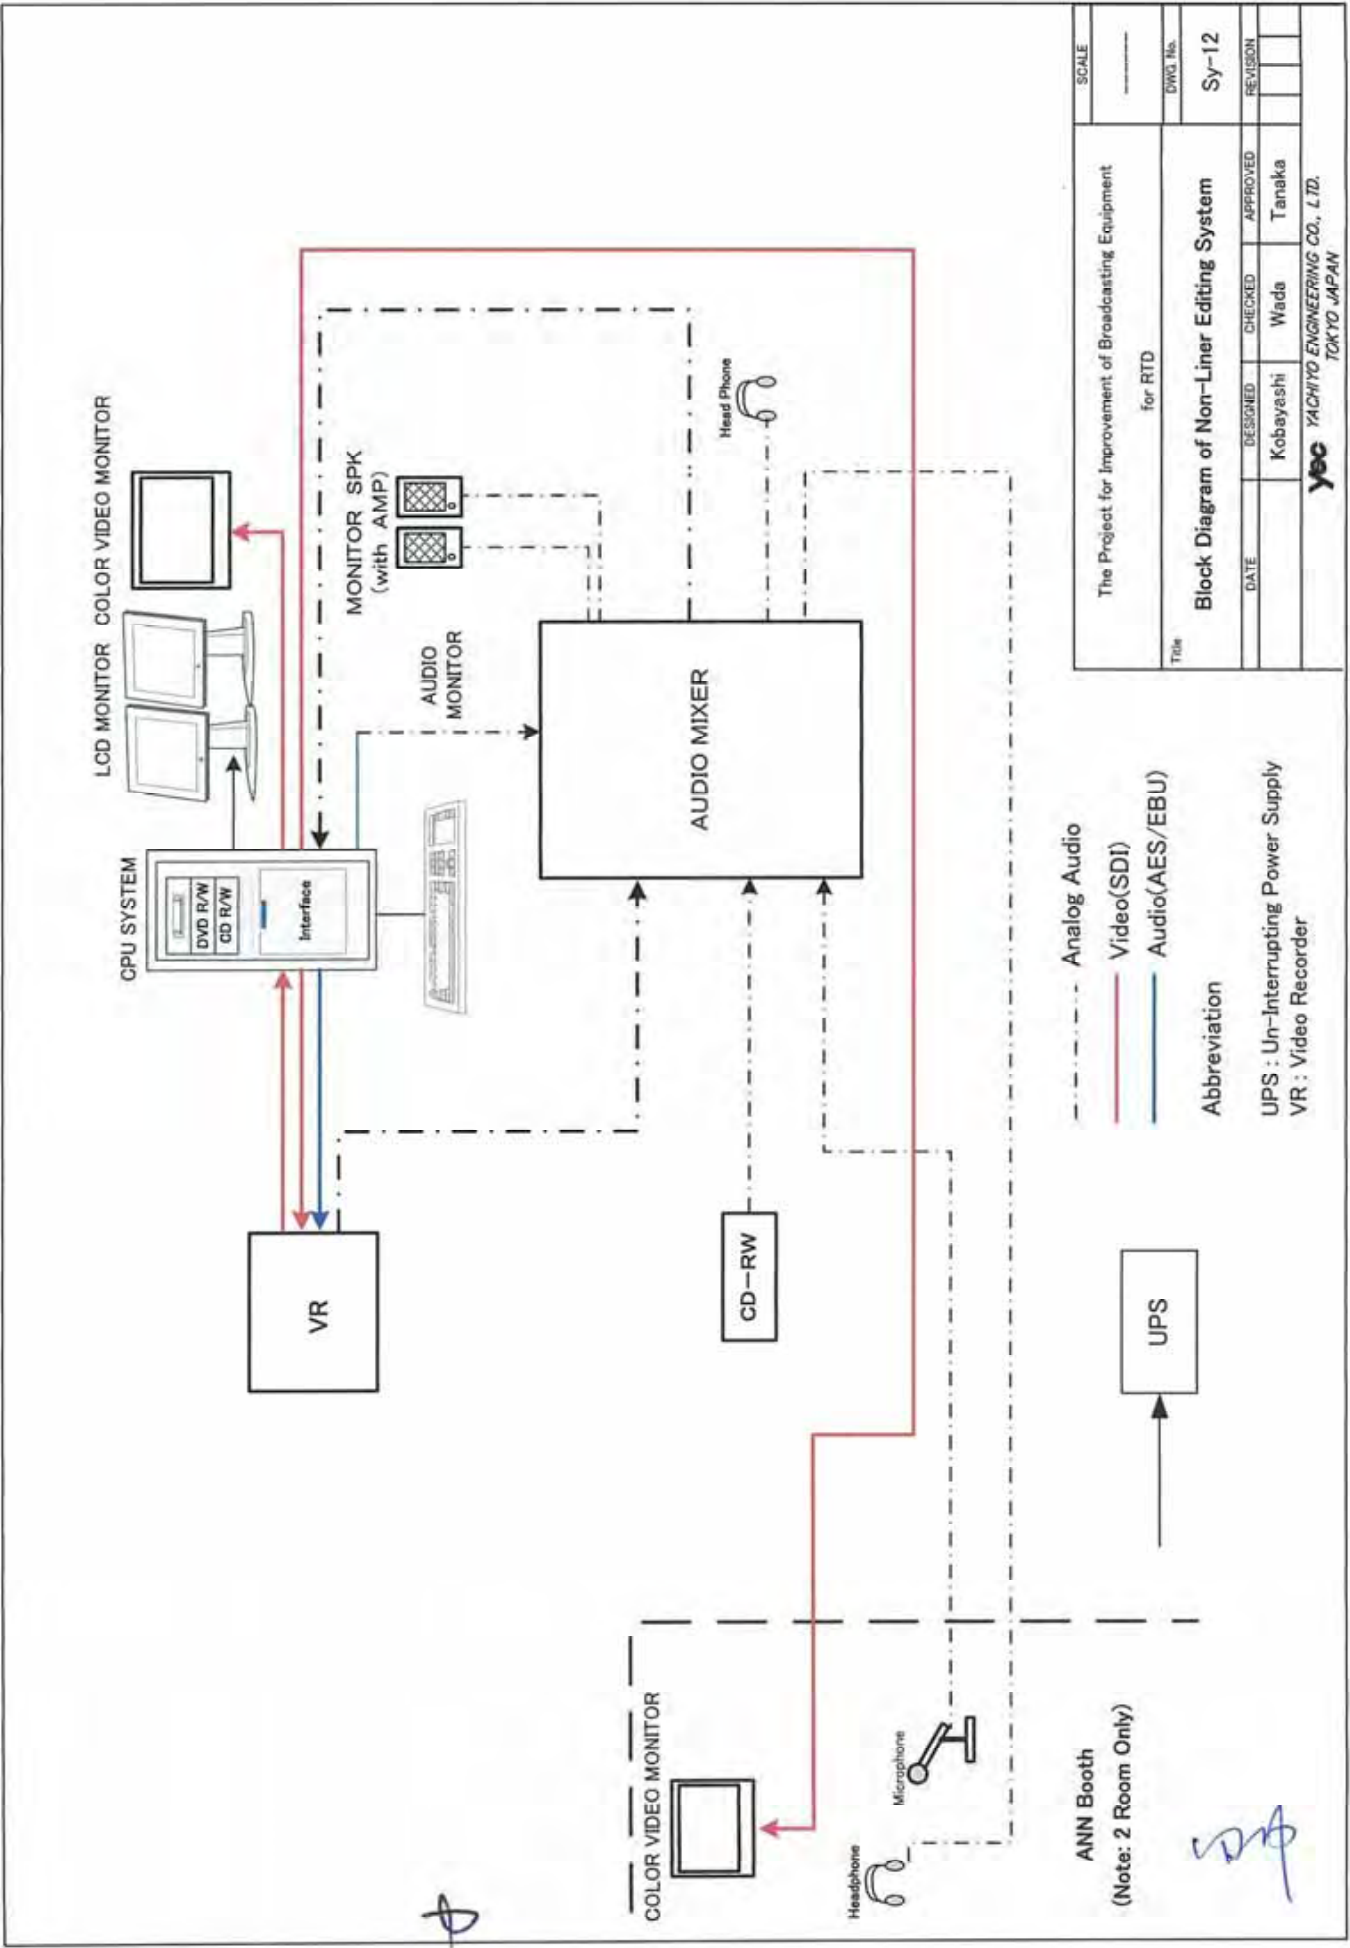 LCD MONITOR
COLOR VIDEO MONITOR
CPU SYSTEM
DVD R/W
CD R/W
Interface
MONITOR SPK
(with AMP)
AUDIO
MONITOR
VR
AUDIO MIXER
Head Phone
CD-RW
COLOR VIDEO MONITOR
Microphone
Headphone
ANN Booth
(Note: 2 Room Only)
UPS
Analog Audio
Video(SDI)
Audio(AES/EBU)
Abbreviation
UPS : Un-Interrupting Power Supply
VR : Video Recorder
The Project for Improvement of Broadcasting Equipment
for RTD
SCALE
------
Title
Block Diagram of Non-Liner Editing System
DWG No.
Sy-12
DATE DESIGNED CHECKED APPROVED REVISION
Kobayashi Wada Tanaka
yec YACHIYO ENGINEERING CO., LTD.
TOKYO JAPAN